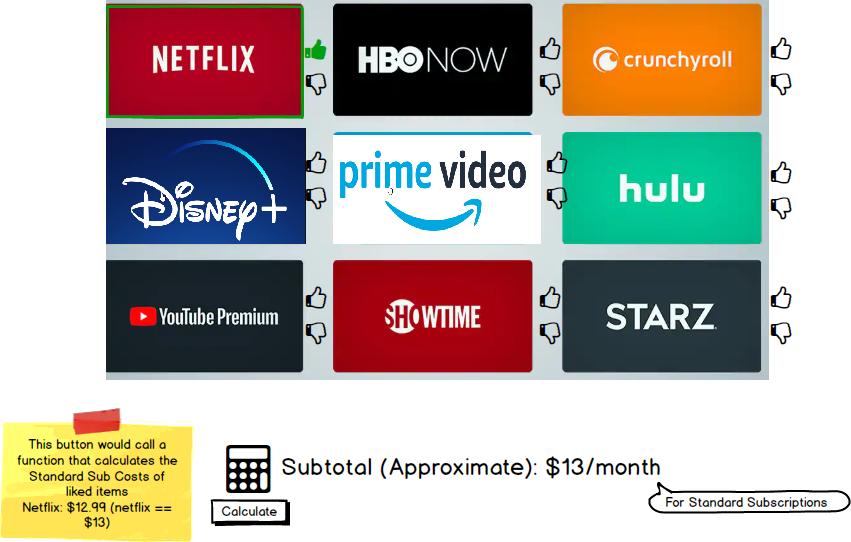 NETFLIX
HBO NOW
crunchyroll
Disney+
prime video
hulu
YouTube Premium
SHOWTIME
STARZ
This button would call a
function that calculates the
Standard Sub Costs of
liked items
Netflix: $12.99 (netflix ==
$13)
Subtotal (Approximate): $13/month
For Standard Subscriptions
Calculate